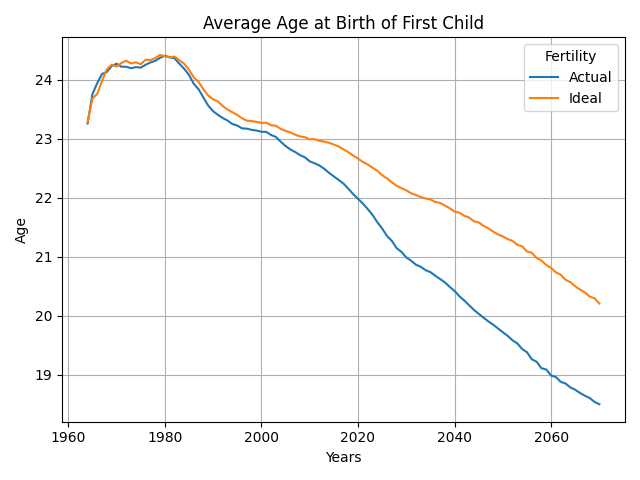 Average Age at Birth of First Child
Fertility
Actual
Ideal
Age
24
23
22
21
20
19
1960 1980 2000 2020 2040 2060
Years